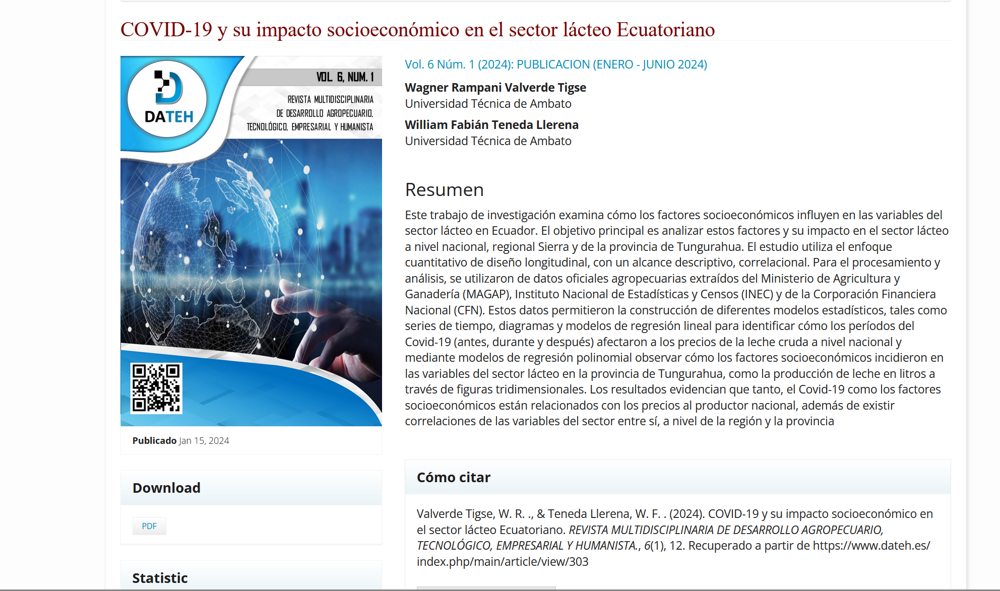 COVID-19 y su impacto socioeconómico en el sector lácteo Ecuatoriano
VOL. 6, NUM. 1
REVISTA MULTIDISCIPLINARIA
DE DESARROLLO AGROPECUARIO,
TECNOLÓGICO, EMPRESARIAL Y HUMANISTA
DATEH
Publicado Jan 15, 2024
Download
PDF
Statistic
Vol. 6 Núm. 1 (2024): PUBLICACION (ENERO - JUNIO 2024)
Wagner Rampani Valverde Tigse
Universidad Técnica de Ambato
William Fabián Teneda Llerena
Universidad Técnica de Ambato
Resumen
Este trabajo de investigación examina cómo los factores socioeconómicos influyen en las variables del
sector lácteo en Ecuador. El objetivo principal es analizar estos factores y su impacto en el sector lácteo
a nivel nacional, regional Sierra y de la provincia de Tungurahua. El estudio utiliza el enfoque
cuantitativo de diseño longitudinal, con un alcance descriptivo, correlacional. Para el procesamiento y
análisis, se utilizaron de datos oficiales agropecuarias extraídos del Ministerio de Agricultura y
Ganadería (MAGAP), Instituto Nacional de Estadísticas y Censos (INEC) y de la Corporación Financiera
Nacional (CFN). Estos datos permitieron la construcción de diferentes modelos estadísticos, tales como
series de tiempo, diagramas y modelos de regresión lineal para identificar cómo los períodos del
Covid-19 (antes, durante y después) afectaron a los precios de la leche cruda a nivel nacional y
mediante modelos de regresión polinomial observar cómo los factores socioeconómicos incidieron en
las variables del sector lácteo en la provincia de Tungurahua, como la producción de leche en litros a
través de figuras tridimensionales. Los resultados evidencian que tanto, el Covid-19 como los factores
socioeconómicos están relacionados con los precios al productor nacional, además de existir
correlaciones de las variables del sector entre sí, a nivel de la región y la provincia
Cómo citar
Valverde Tigse, W. R. ., & Teneda Llerena, W. F. . (2024). COVID-19 y su impacto socioeconómico en
el sector lácteo Ecuatoriano. REVISTA MULTIDISCIPLINARIA DE DESARROLLO AGROPECUARIO,
TECNOLÓGICO, EMPRESARIAL Y HUMANISTA., 6(1), 12. Recuperado a partir de https://www.dateh.es/
index.php/main/article/view/303